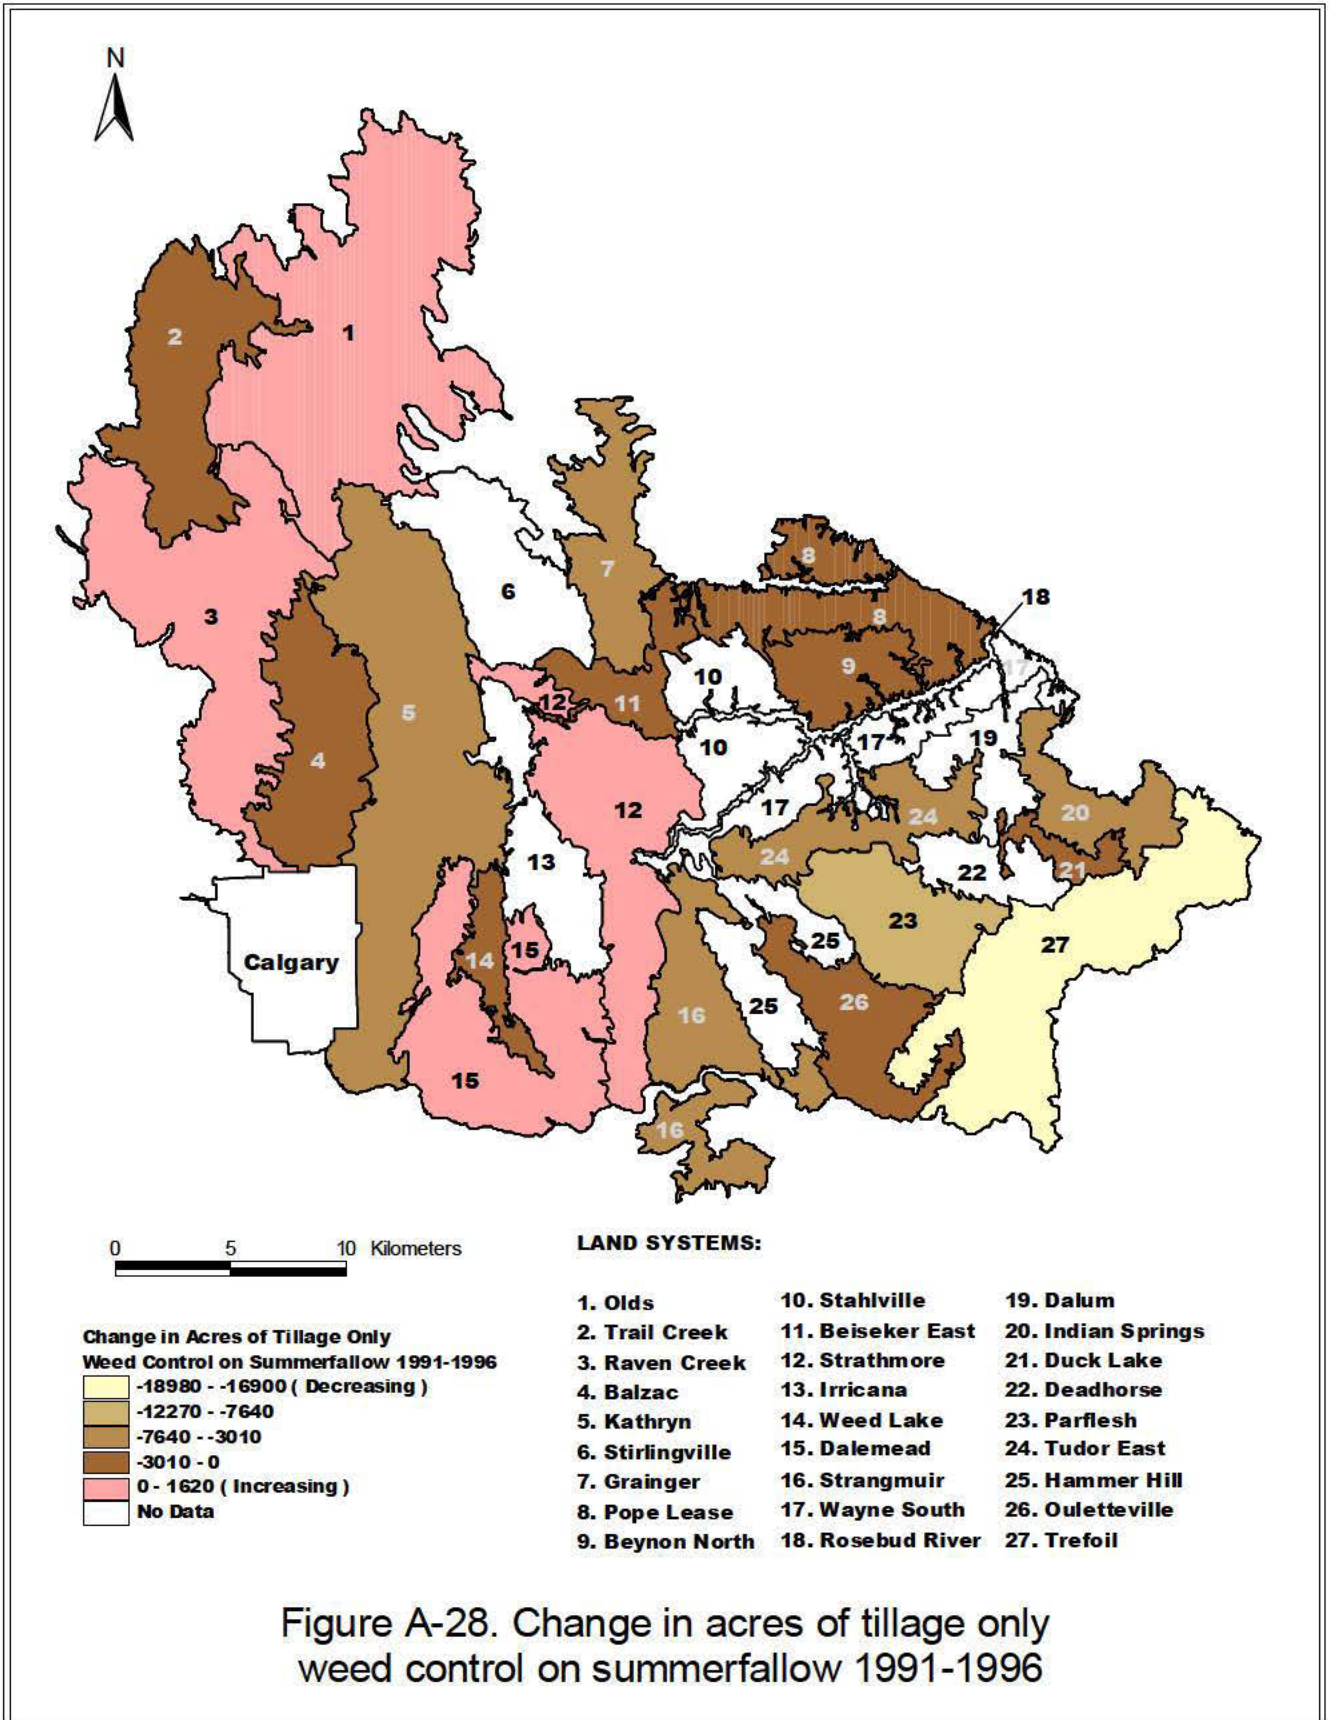 N
1
2
3
4
5
6
7
8
8
9
10
10
11
12
12
13
14
15
15
16
16
17
17
17
18
19
20
21
22
23
24
24
25
25
26
27
Calgary
0 5 10 Kilometers
Change in Acres of Tillage Only
Weed Control on Summerfallow 1991-1996
-18980 - -16900 ( Decreasing )
-12270 - -7640
-7640 - -3010
-3010 - 0
0 - 1620 ( Increasing )
No Data
LAND SYSTEMS:
1. Olds
2. Trail Creek
3. Raven Creek
4. Balzac
5. Kathryn
6. Stirlingville
7. Grainger
8. Pope Lease
9. Beynon North
10. Stahlville
11. Beiseker East
12. Strathmore
13. Irricana
14. Weed Lake
15. Dalemead
16. Strangmuir
17. Wayne South
18. Rosebud River
19. Dalum
20. Indian Springs
21. Duck Lake
22. Deadhorse
23. Parflesh
24. Tudor East
25. Hammer Hill
26. Ouletteville
27. Trefoil
Figure A-28. Change in acres of tillage only
weed control on summerfallow 1991-1996